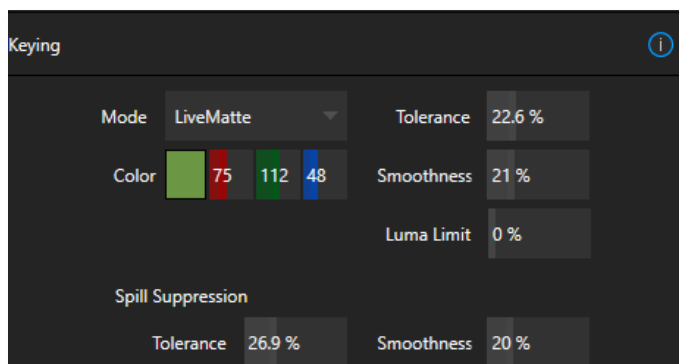 Keying
Mode LiveMatte Tolerance 22.6 %
Color 75 112 48 Smoothness 21 %
Luma Limit 0 %
Spill Suppression
Tolerance 26.9 % Smoothness 20 %